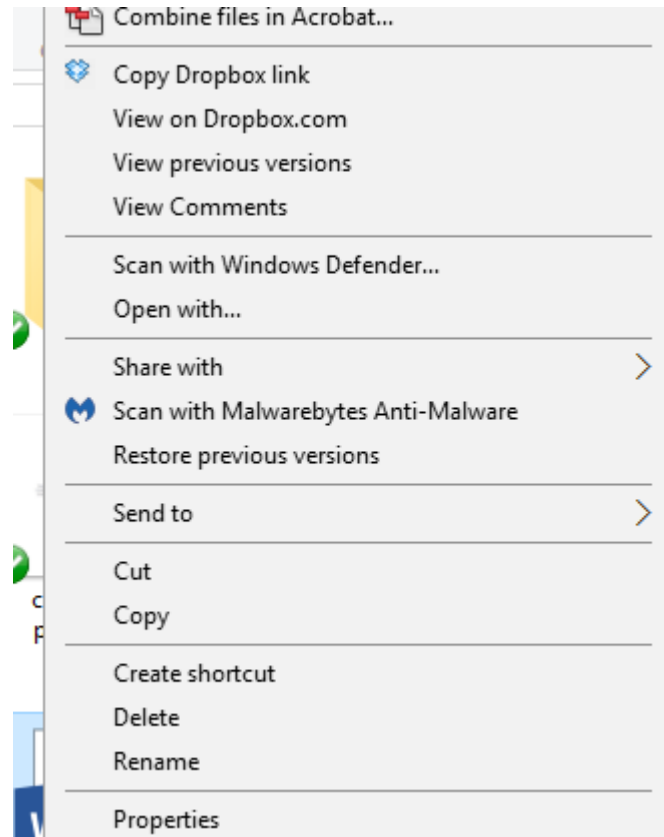 Combine files in Acrobat...
Copy Dropbox link
View on Dropbox.com
View previous versions
View Comments
Scan with Windows Defender...
Open with...
Share with
Scan with Malwarebytes Anti-Malware
Restore previous versions
Send to
Cut
Copy
c
p
Create shortcut
Delete
Rename
Properties
W